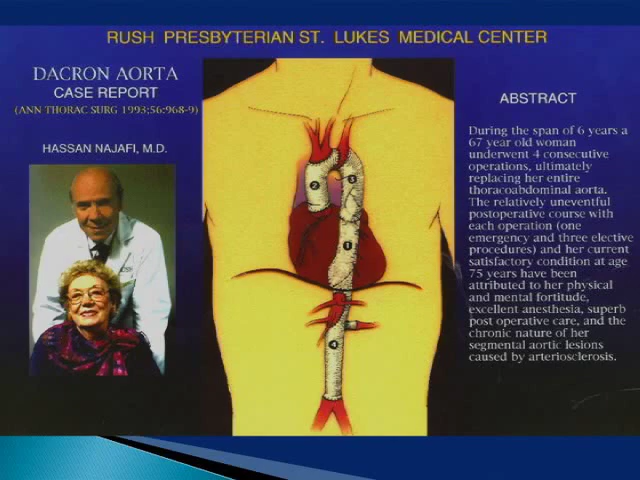 RUSH PRESBYTERIAN ST. LUKES MEDICAL CENTER
DACRON AORTA
CASE REPORT
(ANN THORAC SURG 1993;56:968-9)
HASSAN NAJAFI, M.D.
2
3
1
4
ABSTRACT
During the span of 6 years a
67 year old woman
underwent 4 consecutive
operations, ultimately
replacing her entire
thoracoabdominal aorta.
The relatively uneventful
postoperative course with
each operation (one
emergency and three elective
procedures) and her current
satisfactory condition at age
75 years have been
attributed to her physical
and mental fortitude,
excellent anesthesia, superb
post operative care, and the
chronic nature of her
segmental aortic lesions
caused by arteriosclerosis.